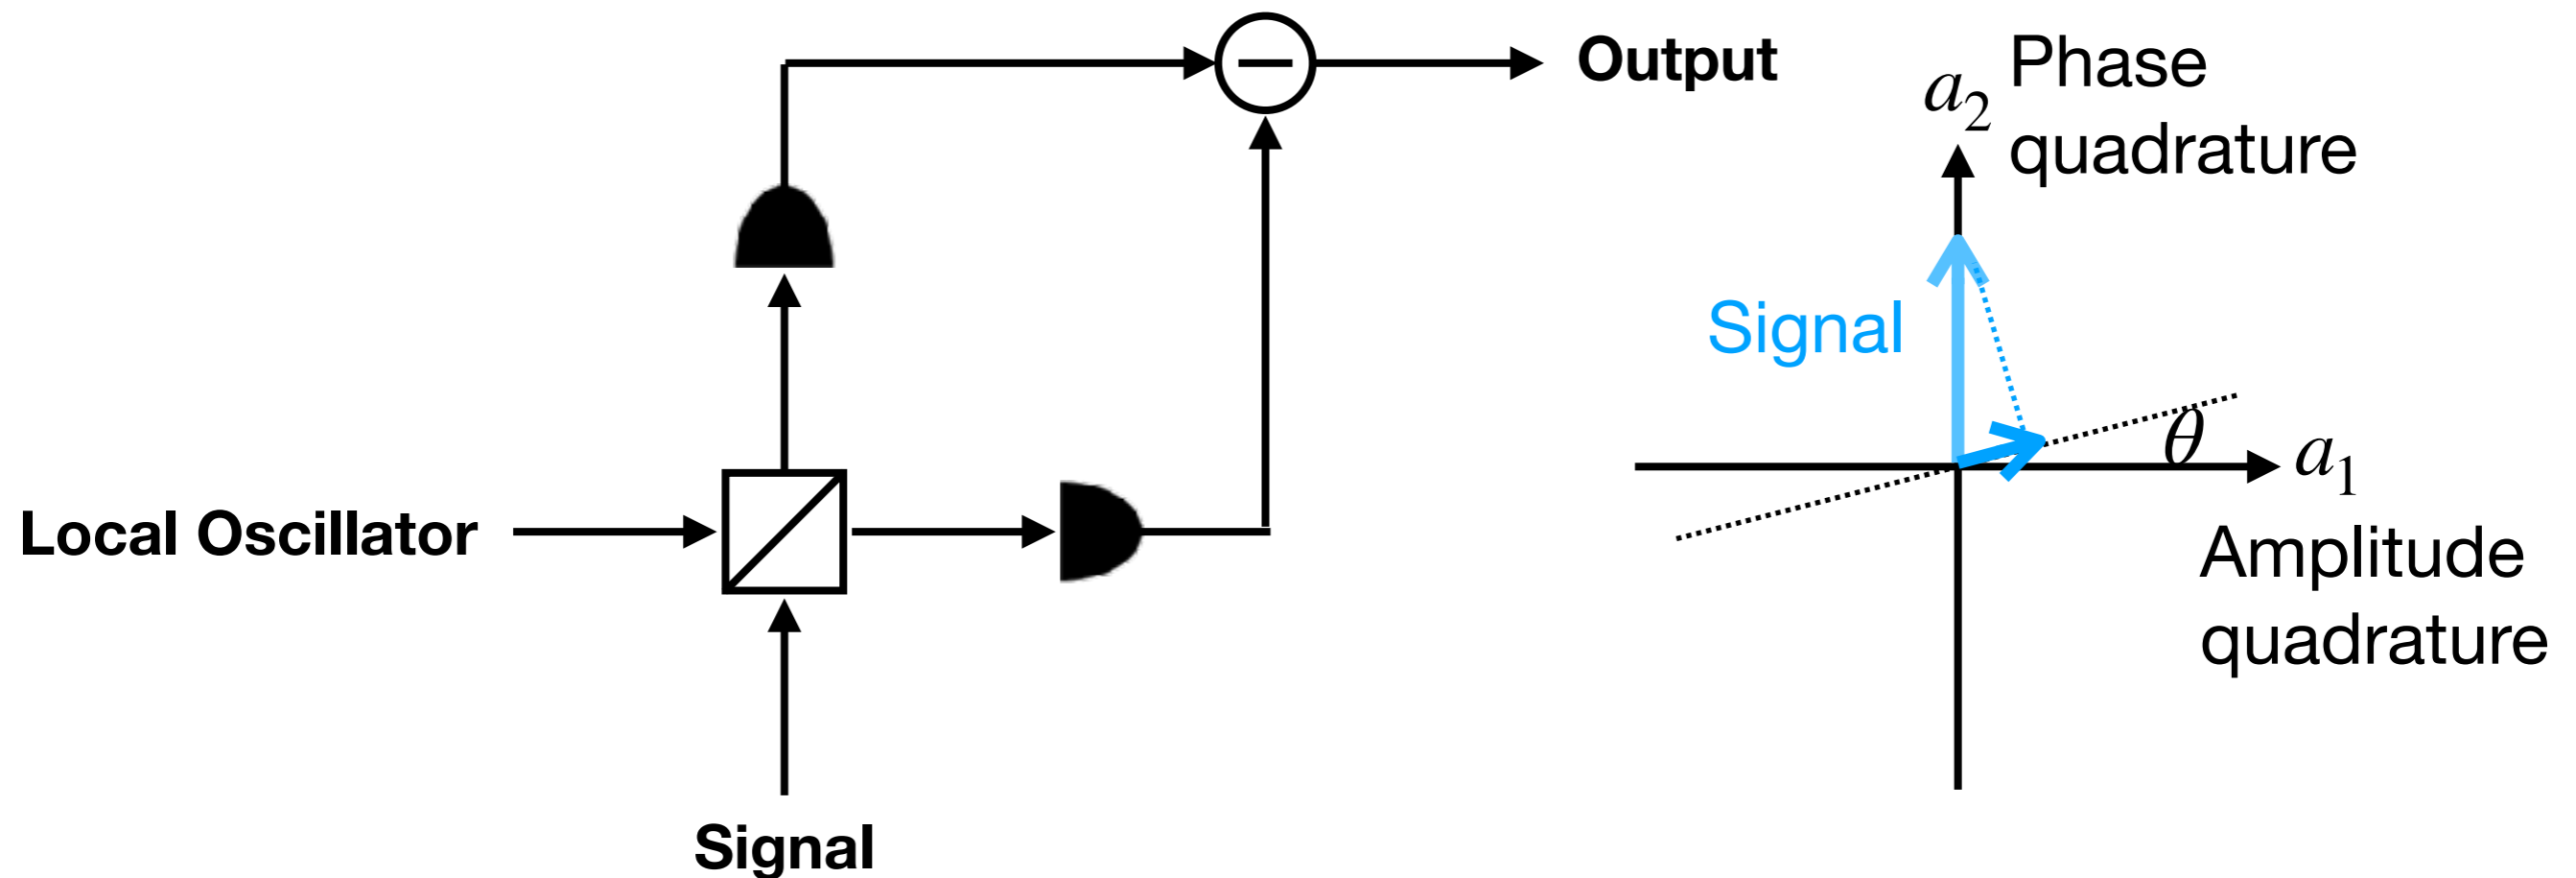 Output
Local Oscillator
Signal
a₂
Phase
quadrature
Signal
θ
a₁
Amplitude
quadrature